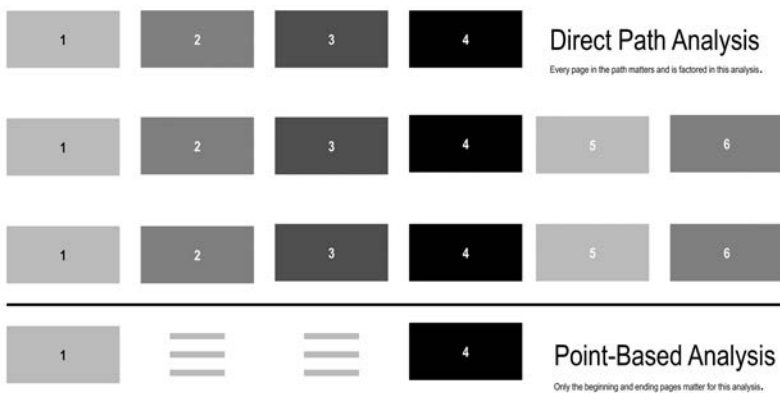 1 2 3 4 Direct Path Analysis
Every page in the path matters and is factored in this analysis.
1 2 3 4 5 6
1 2 3 4 5 6
1 4 Point-Based Analysis
Only the beginning and ending pages matter for this analysis.